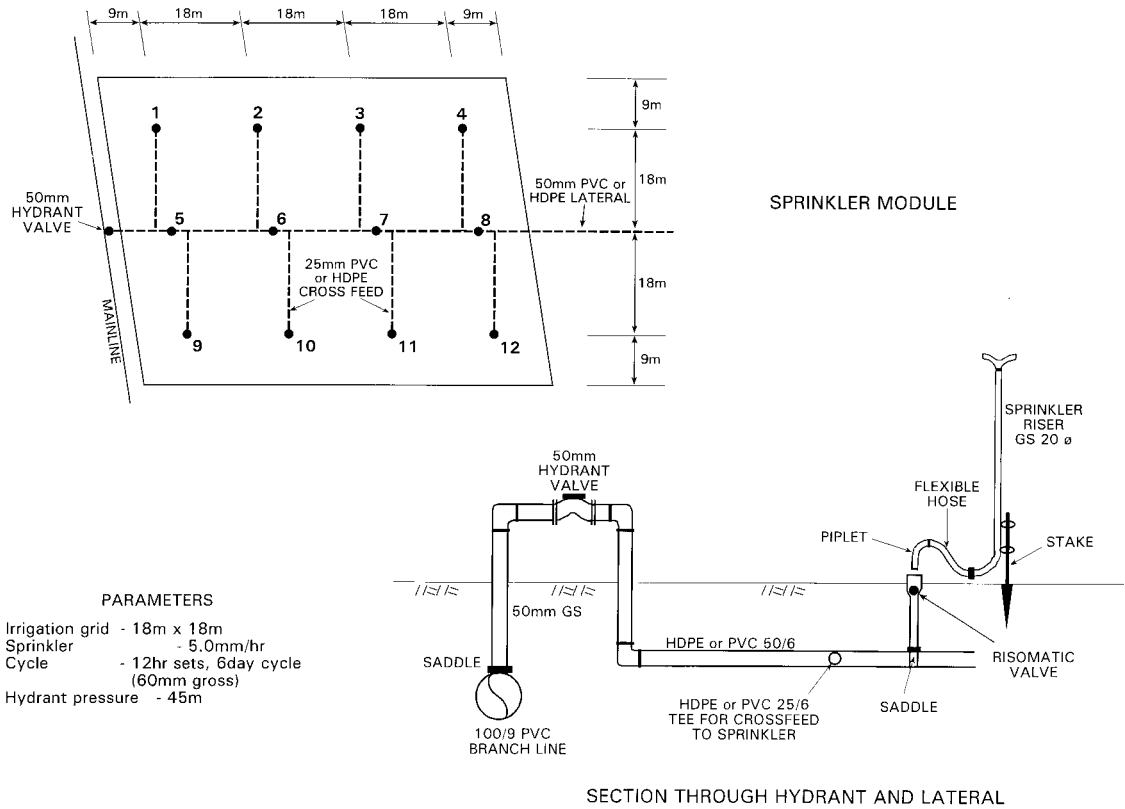 9m 18m 18m 18m 9m
1 2 3 4
9m
18m
50mm PVC or
HDPE LATERAL
SPRINKLER MODULE
50mm
HYDRANT
VALVE
5 6 7 8
25mm PVC
or HDPE
CROSS FEED
18m
MAINLINE
9 10 11 12
9m
SPRINKLER
RISER
GS 20 ø
50mm
HYDRANT
VALVE
FLEXIBLE
HOSE
PIPLET
STAKE
50mm GS
PARAMETERS
Irrigation grid - 18m x 18m
Sprinkler - 5.0mm/hr
Cycle - 12hr sets, 6day cycle
(60mm gross)
Hydrant pressure - 45m
SADDLE
HDPE or PVC 50/6
RISOMATIC
VALVE
HDPE or PVC 25/6
TEE FOR CROSSFEED
TO SPRINKLER
SADDLE
100/9 PVC
BRANCH LINE
SECTION THROUGH HYDRANT AND LATERAL